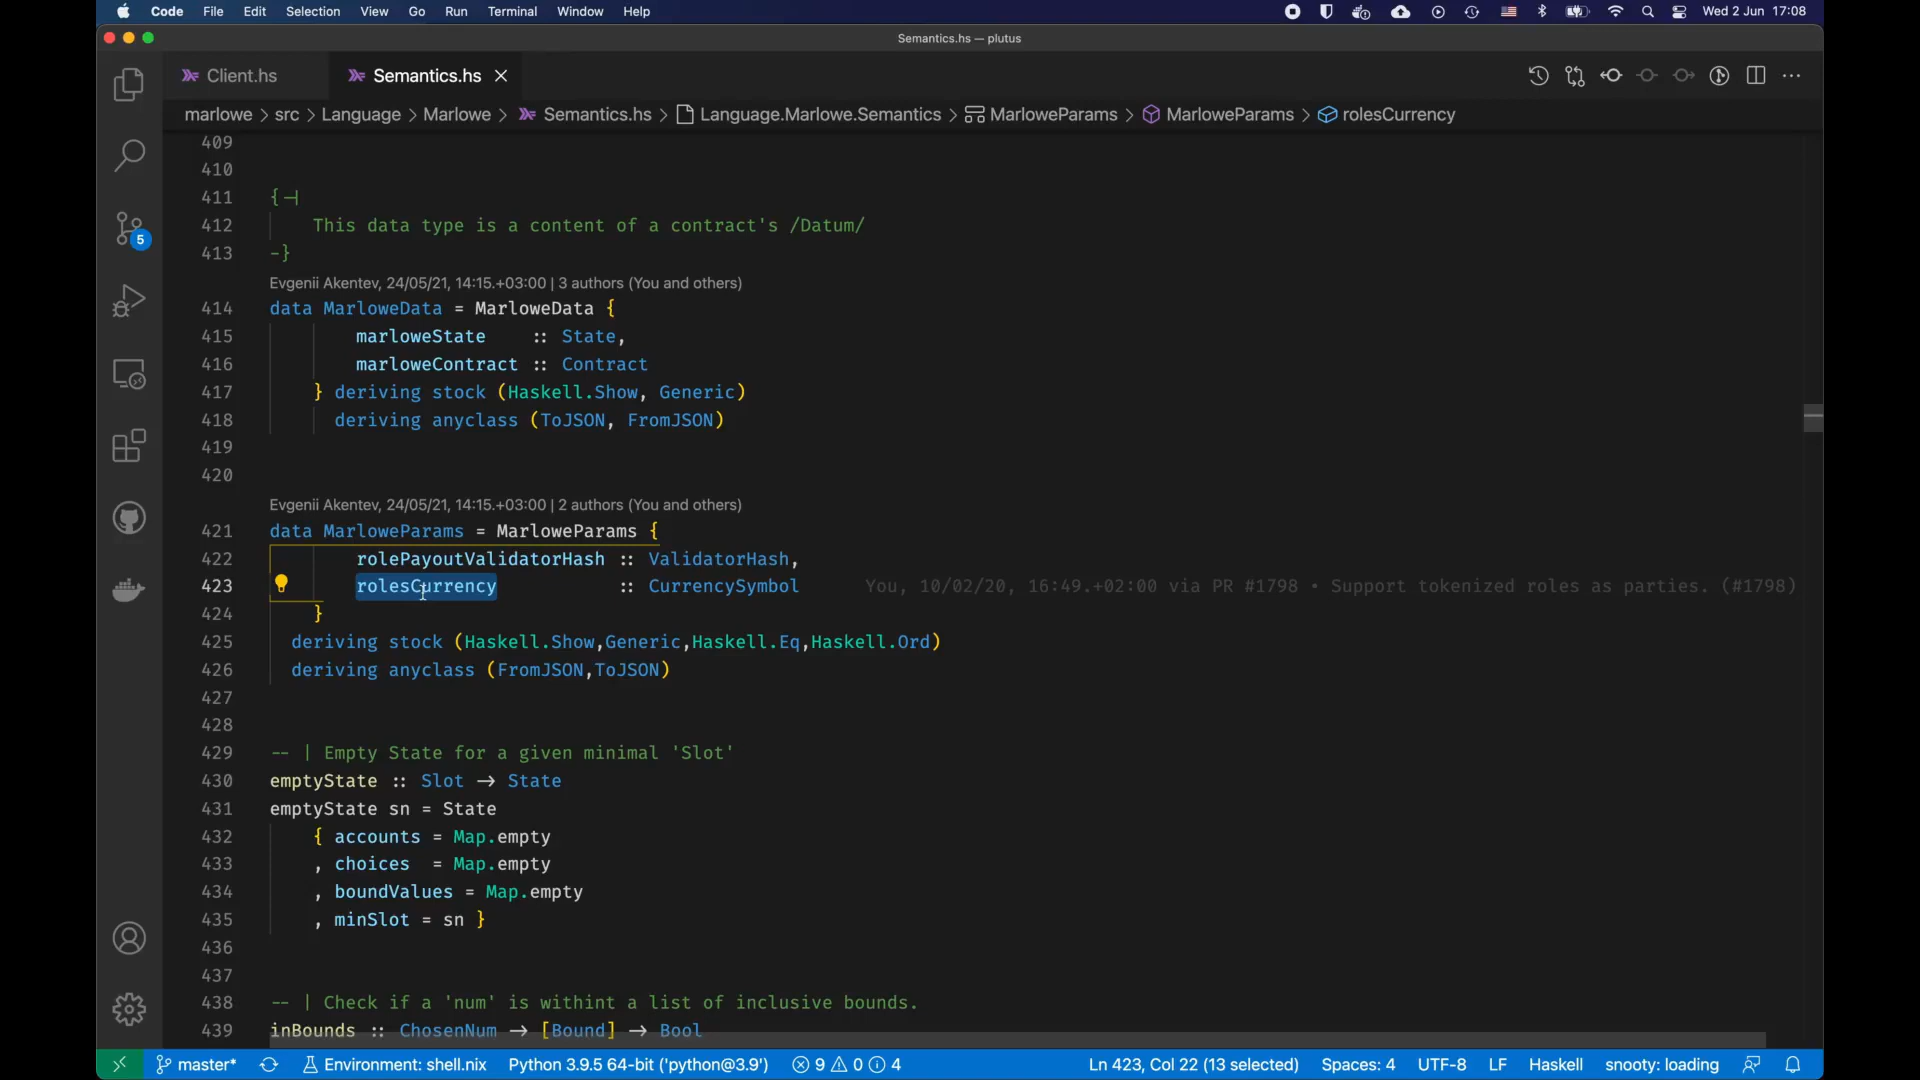 Code File Edit Selection View Go Run Terminal Window Help Wed 2 Jun 17:08
Semantics.hs — plutus
Client.hs Semantics.hs
marlowe > src > Language > Marlowe > Semantics.hs > Language.Marlowe.Semantics > MarloweParams > MarloweParams > rolesCurrency
409
410
411 {-|
412 This data type is a content of a contract's /Datum/
413 -}
Evgenii Akentev, 24/05/21, 14:15.+03:00 | 3 authors (You and others)
414 data MarloweData = MarloweData {
415 marloweState :: State,
416 marloweContract :: Contract
417 } deriving stock (Haskell.Show, Generic)
418 deriving anyclass (ToJSON, FromJSON)
419
420
Evgenii Akentev, 24/05/21, 14:15.+03:00 | 2 authors (You and others)
421 data MarloweParams = MarloweParams {
422 rolePayoutValidatorHash :: ValidatorHash,
423 rolesCurrency :: CurrencySymbol You, 10/02/20, 16:49.+02:00 via PR #1798 • Support tokenized roles as parties. (#1798)
424 }
425 deriving stock (Haskell.Show,Generic,Haskell.Eq,Haskell.Ord)
426 deriving anyclass (FromJSON,ToJSON)
427
428
429 -- | Empty State for a given minimal 'Slot'
430 emptyState :: Slot -> State
431 emptyState sn = State
432 { accounts = Map.empty
433 , choices = Map.empty
434 , boundValues = Map.empty
435 , minSlot = sn }
436
437
438 -- | Check if a 'num' is withint a list of inclusive bounds.
439 inBounds :: ChosenNum -> [Bound] -> Bool
5
master* Environment: shell.nix Python 3.9.5 64-bit ('python@3.9') 9 0 4 Ln 423, Col 22 (13 selected) Spaces: 4 UTF-8 LF Haskell snooty: loading